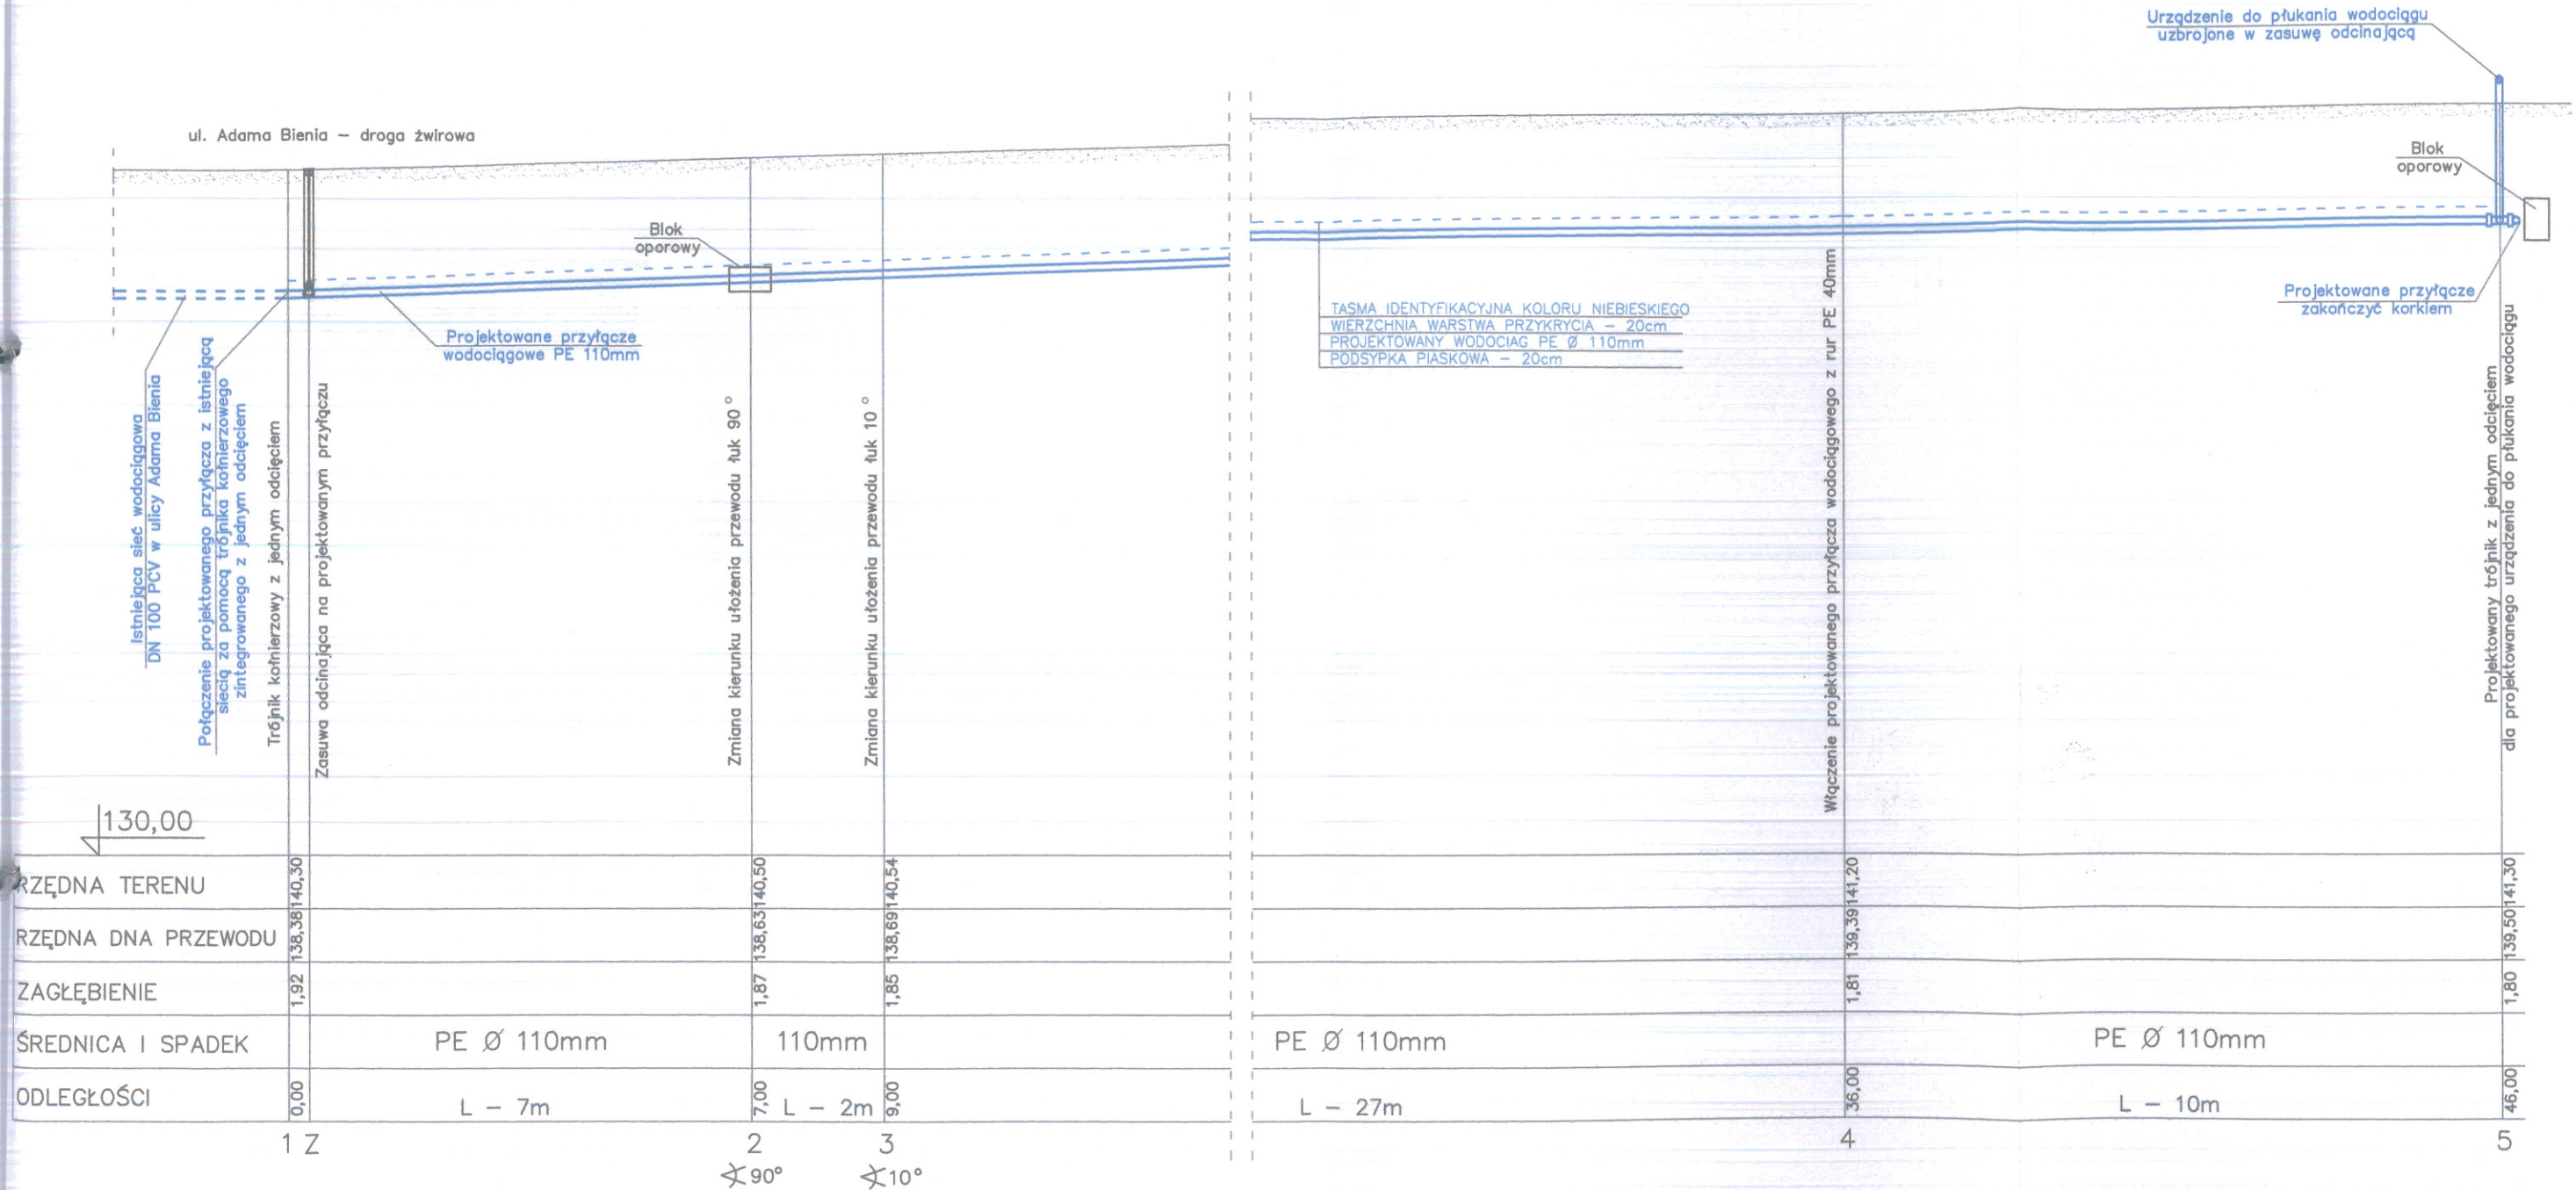 Urządzenie do płukania wodociągu
uzbrojone w zasuwę odcinającą
ul. Adama Bienia – droga żwirowa
Blok
oporowy
Blok
oporowy
Projektowane przyłącze
wodociągowe PE 110mm
TASMA IDENTYFIKACYJNA KOLORU NIEBIESKIEGO
WIERZCHNIA WARSTWA PRZYKRYCIA – 20cm
PROJEKTOWANY WODOCIĄG PE Ø 110mm
PODSYPKA PIASKOWA – 20cm
Projektowane przyłącze
zakończyć korkiem
Istniejąca sieć wodociągowa
DN 100 PCV w ulicy Adama Bienia
Połączenie projektowanego przyłącza z istniejącą
siecią za pomocą trójnika kołnierzowego
zintegrowanego z jednym odcięciem
Trójnik kołnierzowy z jednym odcięciem
Zasuwa odcinająca na projektowanym przyłączu
Zmiana kierunku ułożenia przewodu łuk 90°
Zmiana kierunku ułożenia przewodu łuk 10°
Włączenie projektowanego przyłącza wodociągowego z rur PE 40mm
Projektowany trójnik z jednym odcięciem
dla projektowanego urządzenia do płukania wodociągu
130,00
RZĘDNA TERENU 140,30 140,50 140,54 141,20 141,30
RZĘDNA DNA PRZEWODU 138,38 138,63 138,69 139,39 139,50
ZAGŁĘBIENIE 1,92 1,87 1,85 1,81 1,80
ŚREDNICA I SPADEK PE Ø 110mm 110mm PE Ø 110mm PE Ø 110mm
ODLEGŁOŚCI 0,00 L – 7m 7,00 L – 2m 9,00 L – 27m 36,00 L – 10m 46,00
1 Z 2 3 4 5
∢90° ∢10°